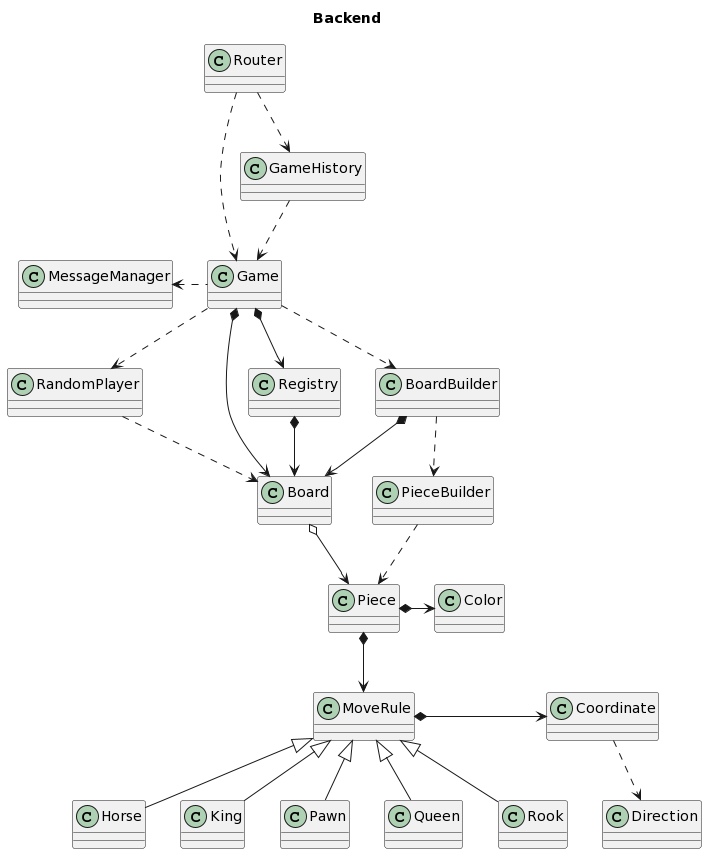 Backend
C Router
C GameHistory
C MessageManager
C Game
C RandomPlayer
C Registry
C BoardBuilder
C Board
C PieceBuilder
C Piece
C Color
C MoveRule
C Coordinate
C Horse
C King
C Pawn
C Queen
C Rook
C Direction